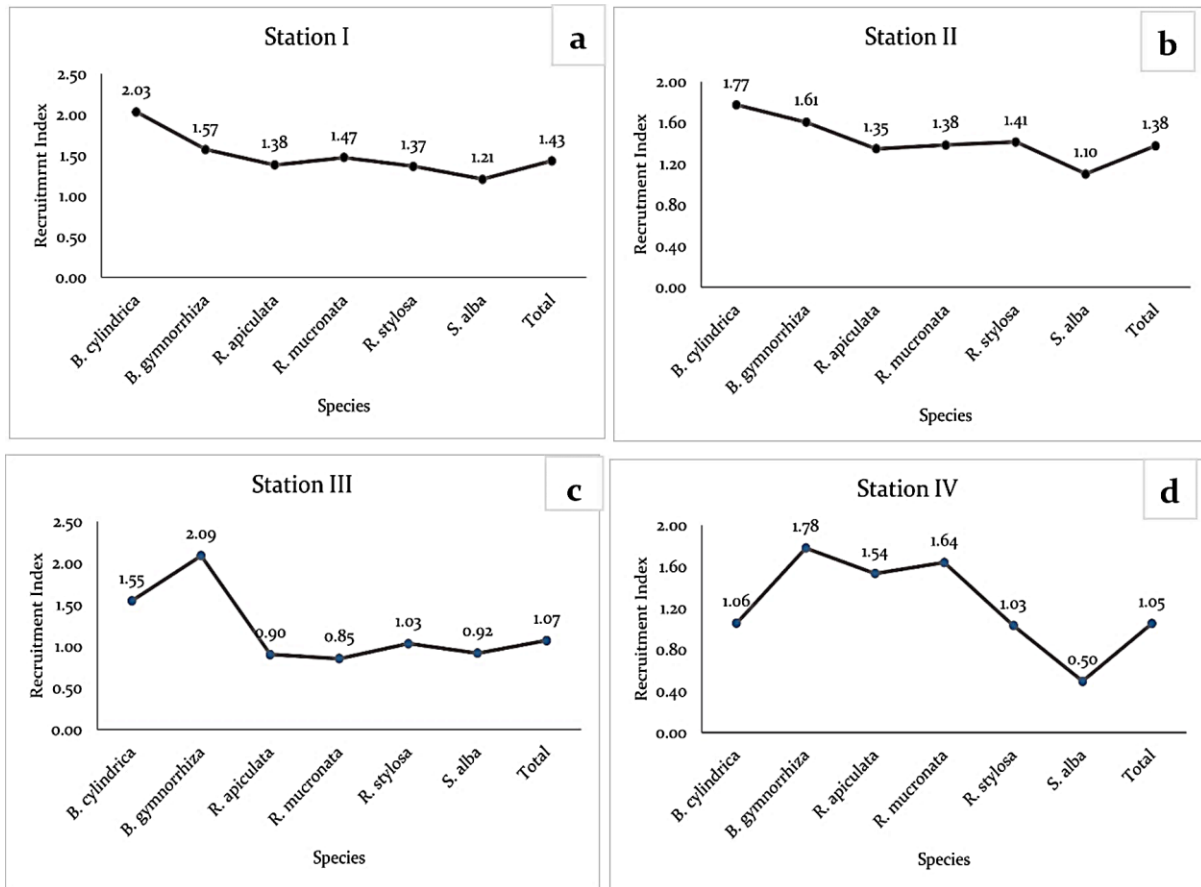 Station I
a
Recruitmrnt Index
2.50
2.00
1.50
1.00
0.50
0.00
2.03
1.57
1.38
1.47
1.37
1.21
1.43
B. cylindrica
B. gymnorrhiza
R. apiculata
R. mucronata
R. stylosa
S. alba
Total
Species
Station II
b
Recrutment Index
2.00
1.60
1.20
0.80
0.40
0.00
1.77
1.61
1.35
1.38
1.41
1.10
1.38
B. cylindrica
B. gymnorrhiza
R. apiculata
R. mucronata
R. stylosa
S. alba
Total
Species
Station III
c
Recruitment Index
2.50
2.00
1.50
1.00
0.50
0.00
1.55
2.09
0.90
0.85
1.03
0.92
1.07
B. cylindrica
B. gymnorrhiza
R. apiculata
R. mucronata
R. stylosa
S. alba
Total
Species
Station IV
d
Recruitment Index
2.00
1.60
1.20
0.80
0.40
0.00
1.06
1.78
1.54
1.64
1.03
0.50
1.05
B. cylindrica
B. gymnorrhiza
R. apiculata
R. mucronata
R. stylosa
S. alba
Total
Species